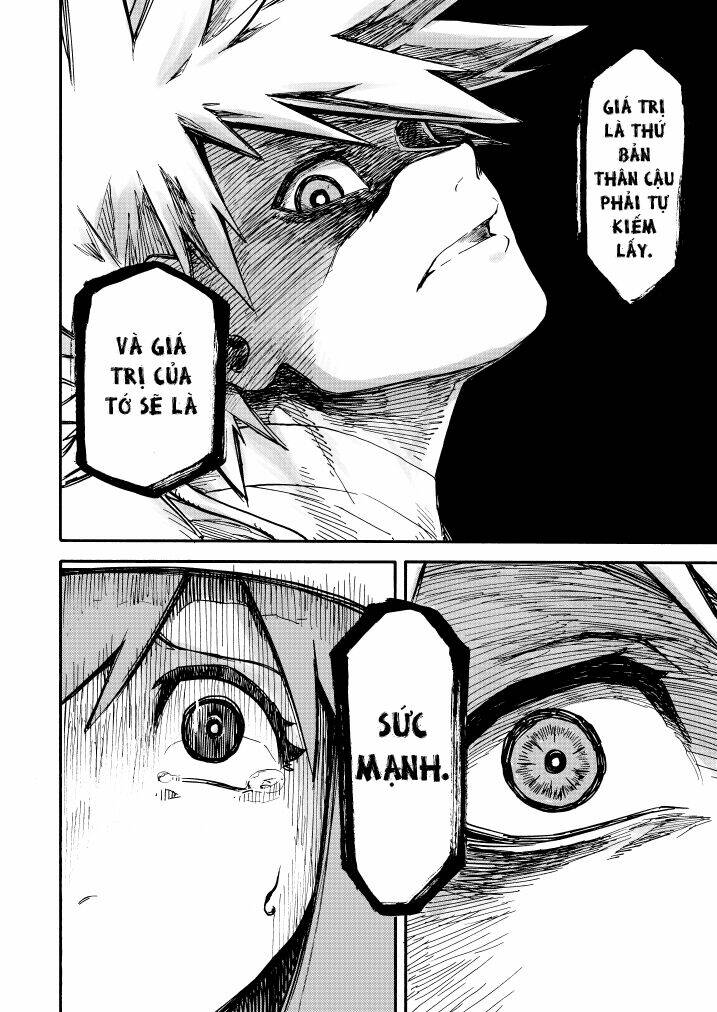 GIÁ TRỊ
LÀ THỨ
BẢN
THÂN CẬU
PHẢI TỰ
KIẾM
LẤY.
VÀ GIÁ
TRỊ CỦA
TỚ SẼ LÀ
SỨC
MẠNH.